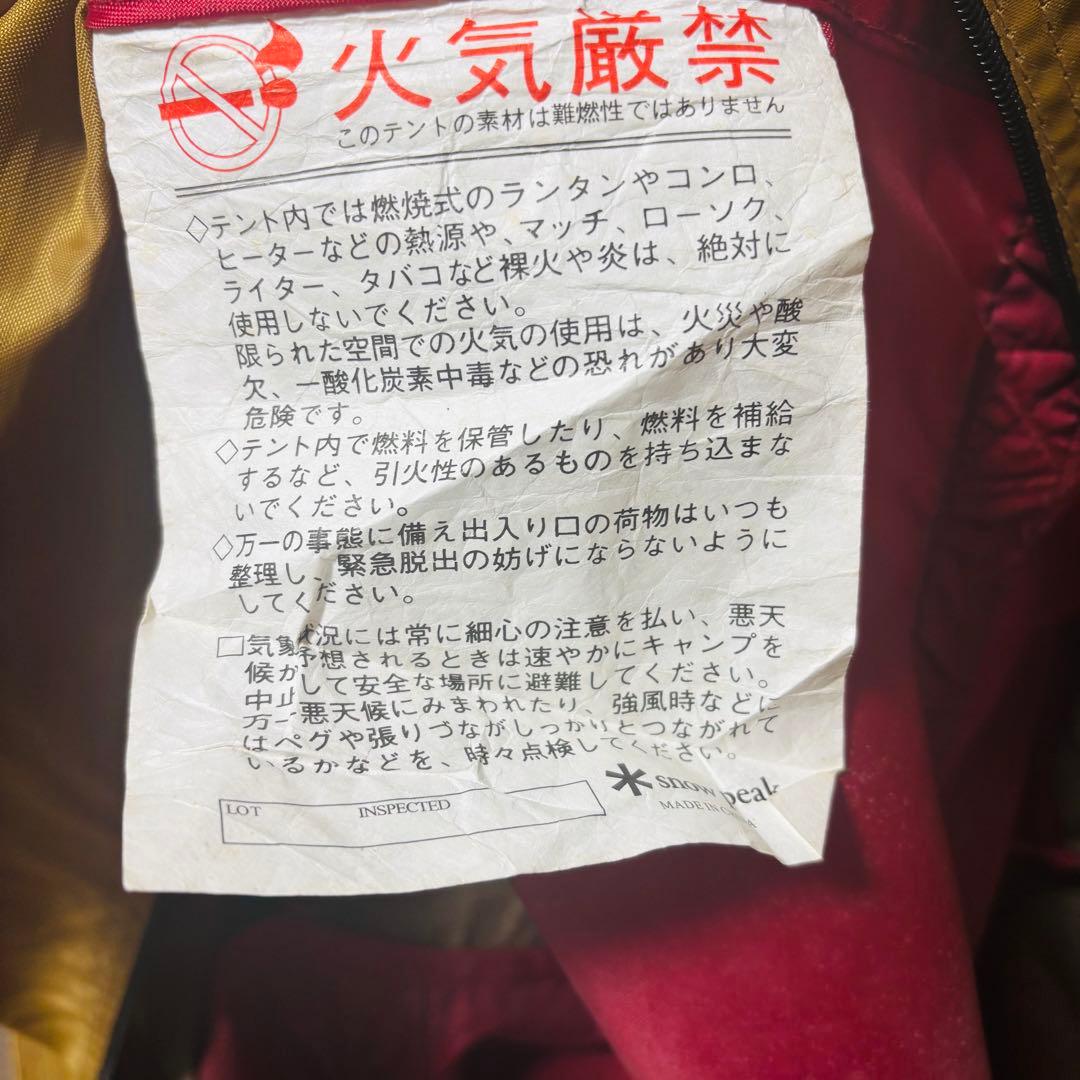 火気厳禁
このテントの素材は難燃性ではありません
◇テント内では燃焼式のランタンやコンロ、
ヒーターなどの熱源や、マッチ、ローソク、
ライター、タバコなど裸火や炎は、絶対に
使用しないでください。
限られた空間での火気の使用は、火災や酸
欠、一酸化炭素中毒などの恐れがあり大変
危険です。
◇テント内で燃料を保管したり、燃料を補給
するなど、引火性のあるものを持ち込まな
いでください。
◇万一の事態に備え出入り口の荷物はいつも
整理し、緊急脱出の妨げにならないように
してください。
□気象状況には常に細心の注意を払い、悪天
候が予想されるときは速やかにキャンプを
中止して安全な場所に避難してください。
万一悪天候にみまわれたり、強風時などに
はペグや張りづながしっかりとつながれて
いるかなどを、時々点検してください。
snow peak
MADE IN
LOT INSPECTED